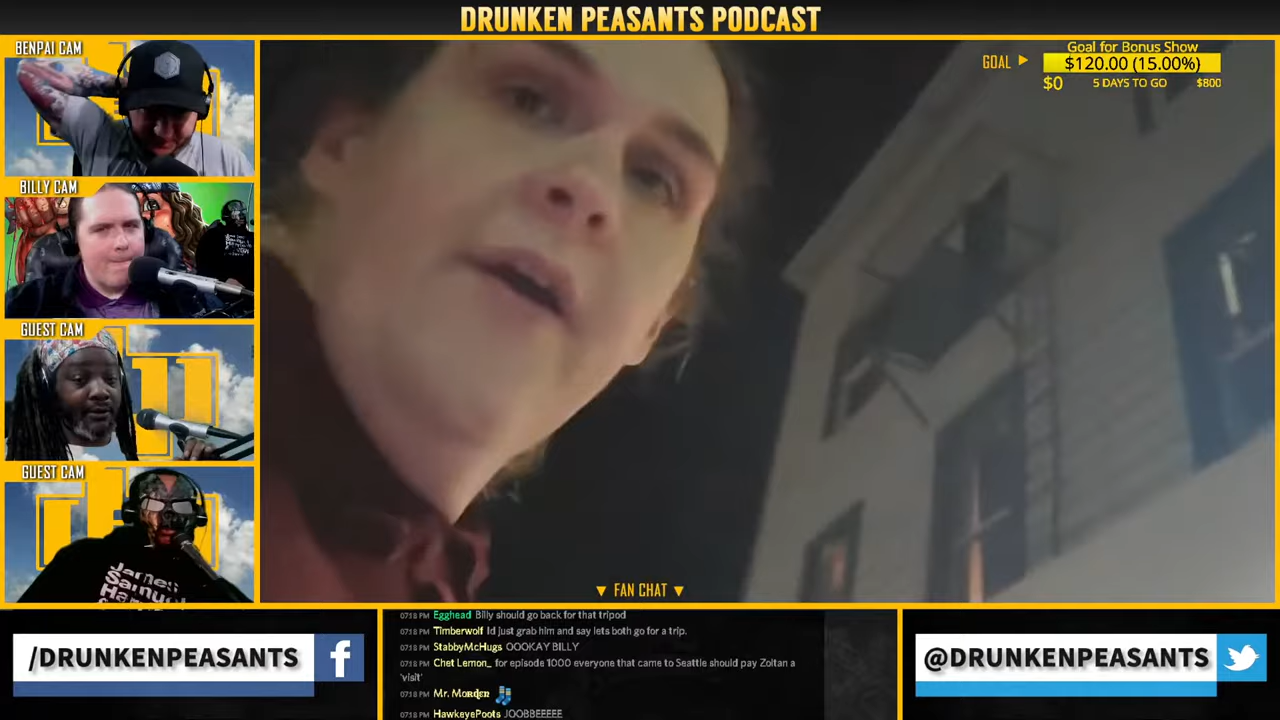 DRUNKEN PEASANTS PODCAST
BENPAI CAM
BILLY CAM
GUEST CAM
James
Samuel
GUEST CAM
GOAL ▶
Goal for Bonus Show
$120.00 (15.00%)
$0 5 DAYS TO GO $800
▼ FAN CHAT ▼
07:18 PM Egghead Billy should go back for that tripod
07:18 PM Timberwolf Id just grab him and say lets both go for a trip.
07:18 PM StabbyMcHugs OOOKAY BILLY
07:18 PM Chet Lemon_ for episode 1000 everyone that came to Seattle should pay Zoltan a
'visit'
07:18 PM Mr.
07:18 PM HawkeyePoots JOOBBEEEEE
/DRUNKENPEASANTS f
@DRUNKENPEASANTS